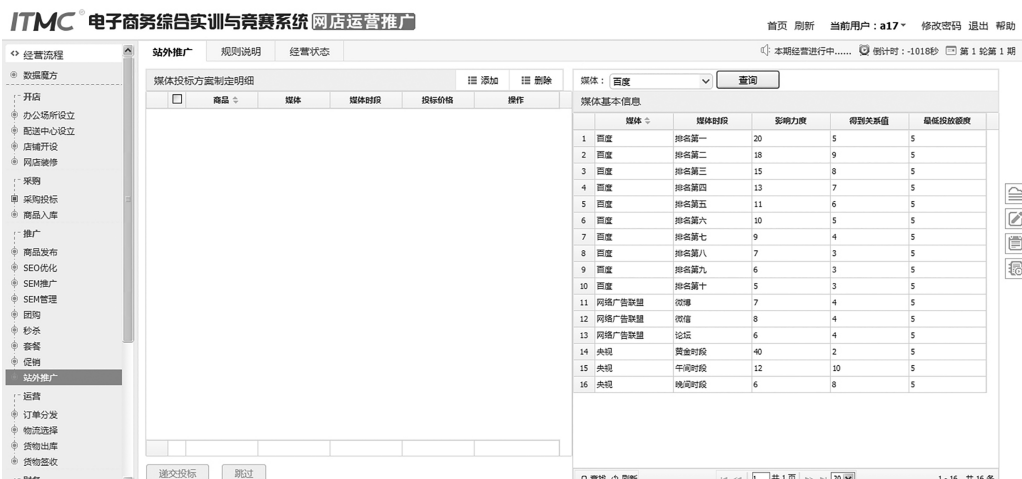 ITMC® 电子商务综合实训与竞赛系统 网店运营推广
首页 刷新 当前用户：a17 修改密码 退出 帮助
经营流程
数据魔方
开店
办公场所设立
配送中心设立
店铺开设
网店装修
采购
采购投标
商品入库
推广
商品发布
SEO优化
SEM推广
SEM管理
团购
秒杀
套餐
促销
站外推广
运营
订单分发
物流选择
货物出库
货物签收
站外推广 规则说明 经营状态
本期经营进行中...... 倒计时：-1018秒 第 1 轮第 1 期
媒体投标方案制定明细 添加 删除
商品 媒体 媒体时段 投标价格 操作
递交投标 跳过
媒体： 百度 查询
媒体基本信息
媒体 媒体时段 影响力度 得到关系值 最低投放额度
1 百度 排名第一 20 5 5
2 百度 排名第二 18 9 5
3 百度 排名第三 15 8 5
4 百度 排名第四 13 7 5
5 百度 排名第五 11 6 5
6 百度 排名第六 10 5 5
7 百度 排名第七 9 4 5
8 百度 排名第八 7 3 5
9 百度 排名第九 6 3 5
10 百度 排名第十 5 3 5
11 网络广告联盟 微博 7 4 5
12 网络广告联盟 微信 8 4 5
13 网络广告联盟 论坛 6 4 5
14 央视 黄金时段 40 2 5
15 央视 午间时段 12 10 5
16 央视 晚间时段 6 8 5
查找 刷新 1 共 1 页 20 1 - 16 共 16 条